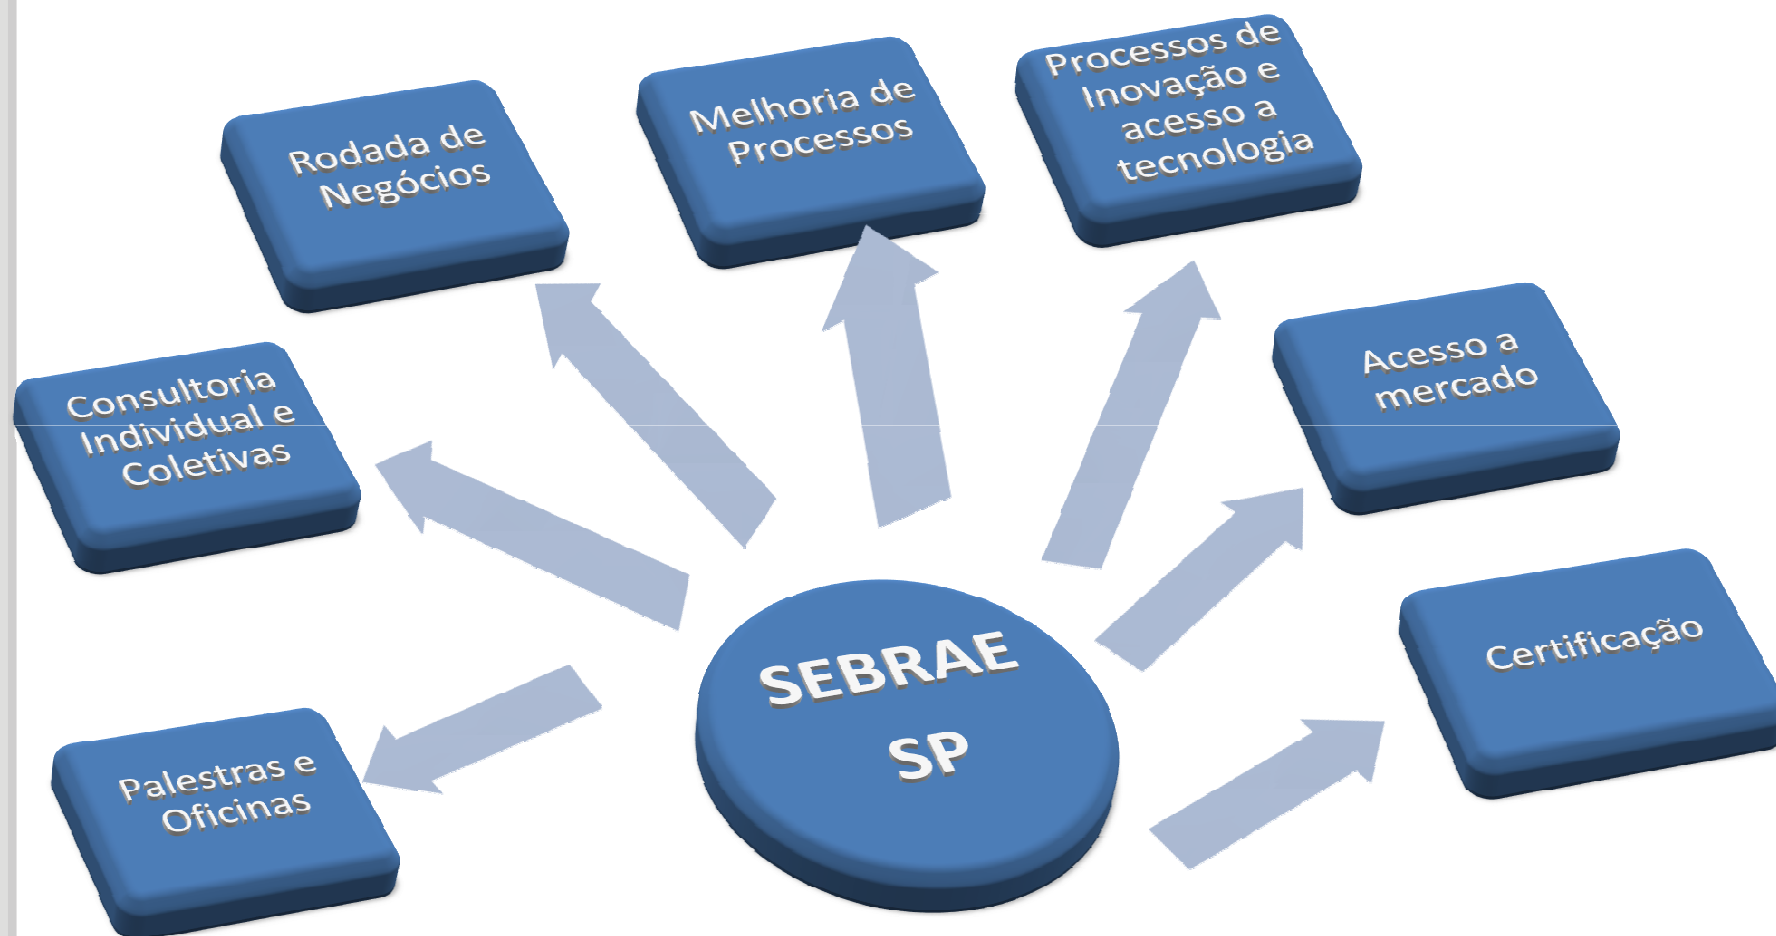 Processos de
Inovação e
acesso a
tecnologia
Melhoria de
Processos
Rodada de
Negócios
Acesso a
mercado
Consultoria
Individual e
Coletivas
Certificação
SEBRAE
SP
Palestras e
Oficinas